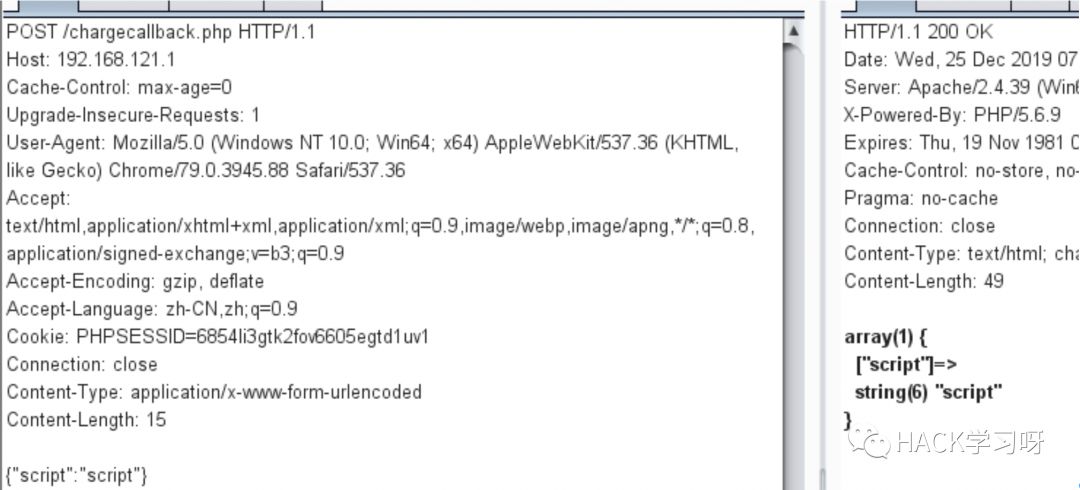 POST /chargecallback.php HTTP/1.1
Host: 192.168.121.1
Cache-Control: max-age=0
Upgrade-Insecure-Requests: 1
User-Agent: Mozilla/5.0 (Windows NT 10.0; Win64; x64) AppleWebKit/537.36 (KHTML,
like Gecko) Chrome/79.0.3945.88 Safari/537.36
Accept:
text/html,application/xhtml+xml,application/xml;q=0.9,image/webp,image/apng,*/*;q=0.8,
application/signed-exchange;v=b3;q=0.9
Accept-Encoding: gzip, deflate
Accept-Language: zh-CN,zh;q=0.9
Cookie: PHPSESSID=6854li3gtk2fov6605egtd1uv1
Connection: close
Content-Type: application/x-www-form-urlencoded
Content-Length: 15
{"script":"script"}
HTTP/1.1 200 OK
Date: Wed, 25 Dec 2019 07
Server: Apache/2.4.39 (Win6
X-Powered-By: PHP/5.6.9
Expires: Thu, 19 Nov 1981 0
Cache-Control: no-store, no-
Pragma: no-cache
Connection: close
Content-Type: text/html; cha
Content-Length: 49
array(1) {
["script"]=>
string(6) "script"
}
HACK学习呀